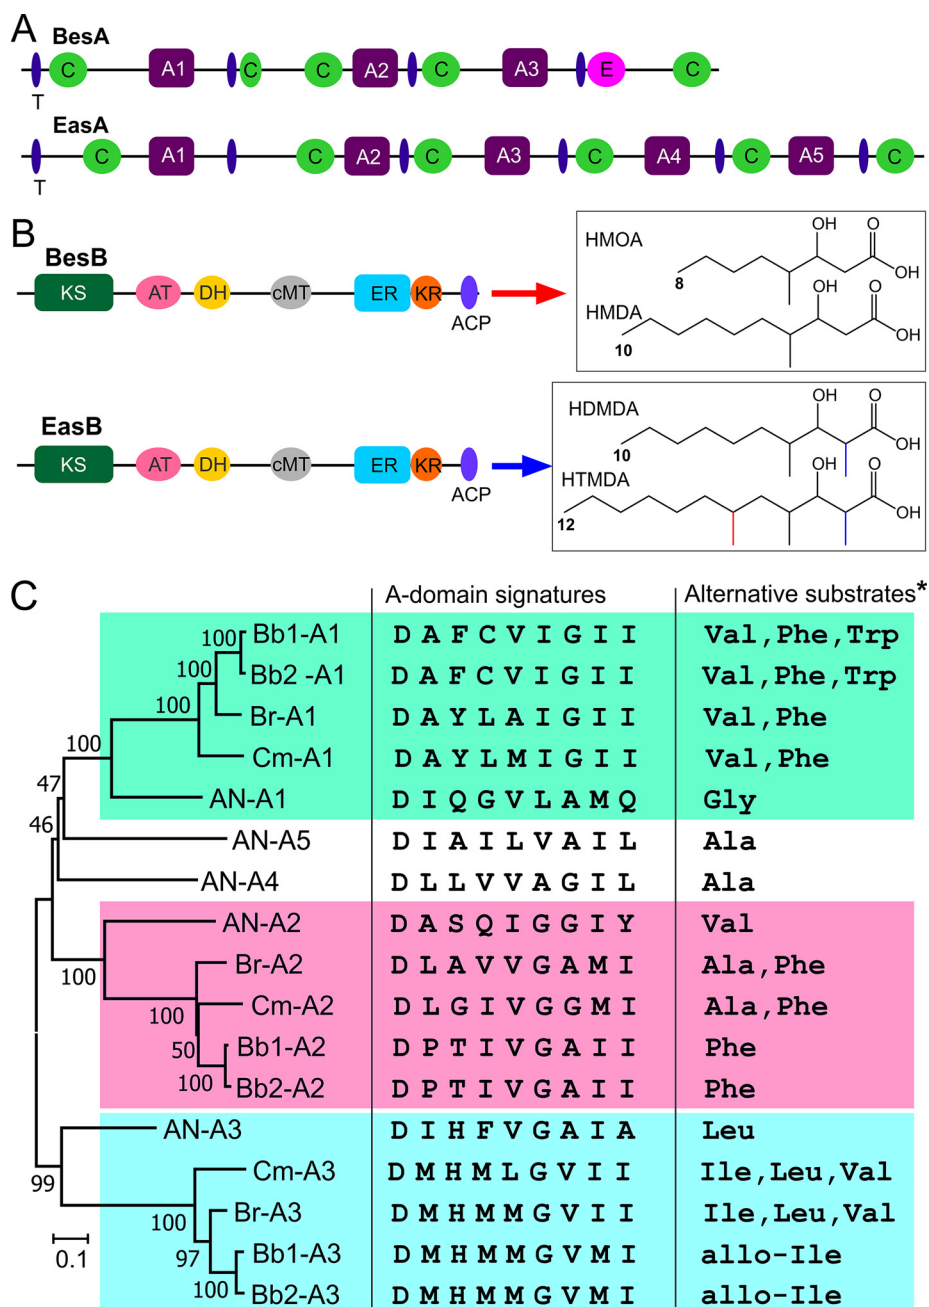 A
BesA
C A1 C C A2 C A3 E C
T
EasA
C A1 C A2 C A3 C A4 C A5 C
T
B
BesB
KS AT DH cMT ER KR
ACP
HMOA
OH O
OH
8
HMDA
OH O
OH
10
EasB
KS AT DH cMT ER KR
ACP
HDMDA
OH O
OH
10
HTMDA
OH O
OH
12
C
A-domain signatures Alternative substrates*
100 Bb1-A1 D A F C V I G I I Val,Phe,Trp
100 Bb2 -A1 D A F C V I G I I Val,Phe,Trp
100 Br-A1 D A Y L A I G I I Val,Phe
100 Cm-A1 D A Y L M I G I I Val,Phe
47 AN-A1 D I Q G V L A M Q Gly
46 AN-A5 D I A I L V A I L Ala
AN-A4 D L L V V A G I L Ala
AN-A2 D A S Q I G G I Y Val
100 Br-A2 D L A V V G A M I Ala,Phe
100 Cm-A2 D L G I V G G M I Ala,Phe
50 Bb1-A2 D P T I V G A I I Phe
100 Bb2-A2 D P T I V G A I I Phe
AN-A3 D I H F V G A I A Leu
99 Cm-A3 D M H M L G V I I Ile,Leu,Val
100 Br-A3 D M H M M G V I I Ile,Leu,Val
97 Bb1-A3 D M H M M G V M I allo-Ile
0.1 100 Bb2-A3 D M H M M G V M I allo-Ile